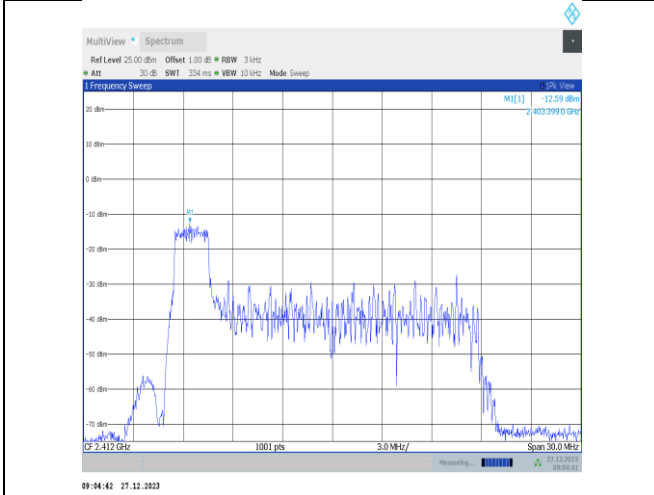 MultiView Spectrum
Ref Level 25.00 dBm Offset 1.00 dB RBW 3 kHz
Att 30 dB SWT 334 ms VBW 10 kHz Mode Sweep
1 Frequency Sweep 1Pk View
M1[1] -12.59 dBm
2.403 399 0 GHz
20 dBm
10 dBm
0 dBm
-10 dBm
M1
-20 dBm
-30 dBm
-40 dBm
-50 dBm
-60 dBm
-70 dBm
CF 2.412 GHz 1001 pts 3.0 MHz/ Span 30.0 MHz
Measuring... 27.12.2023
09:04:41
09:04:42 27.12.2023